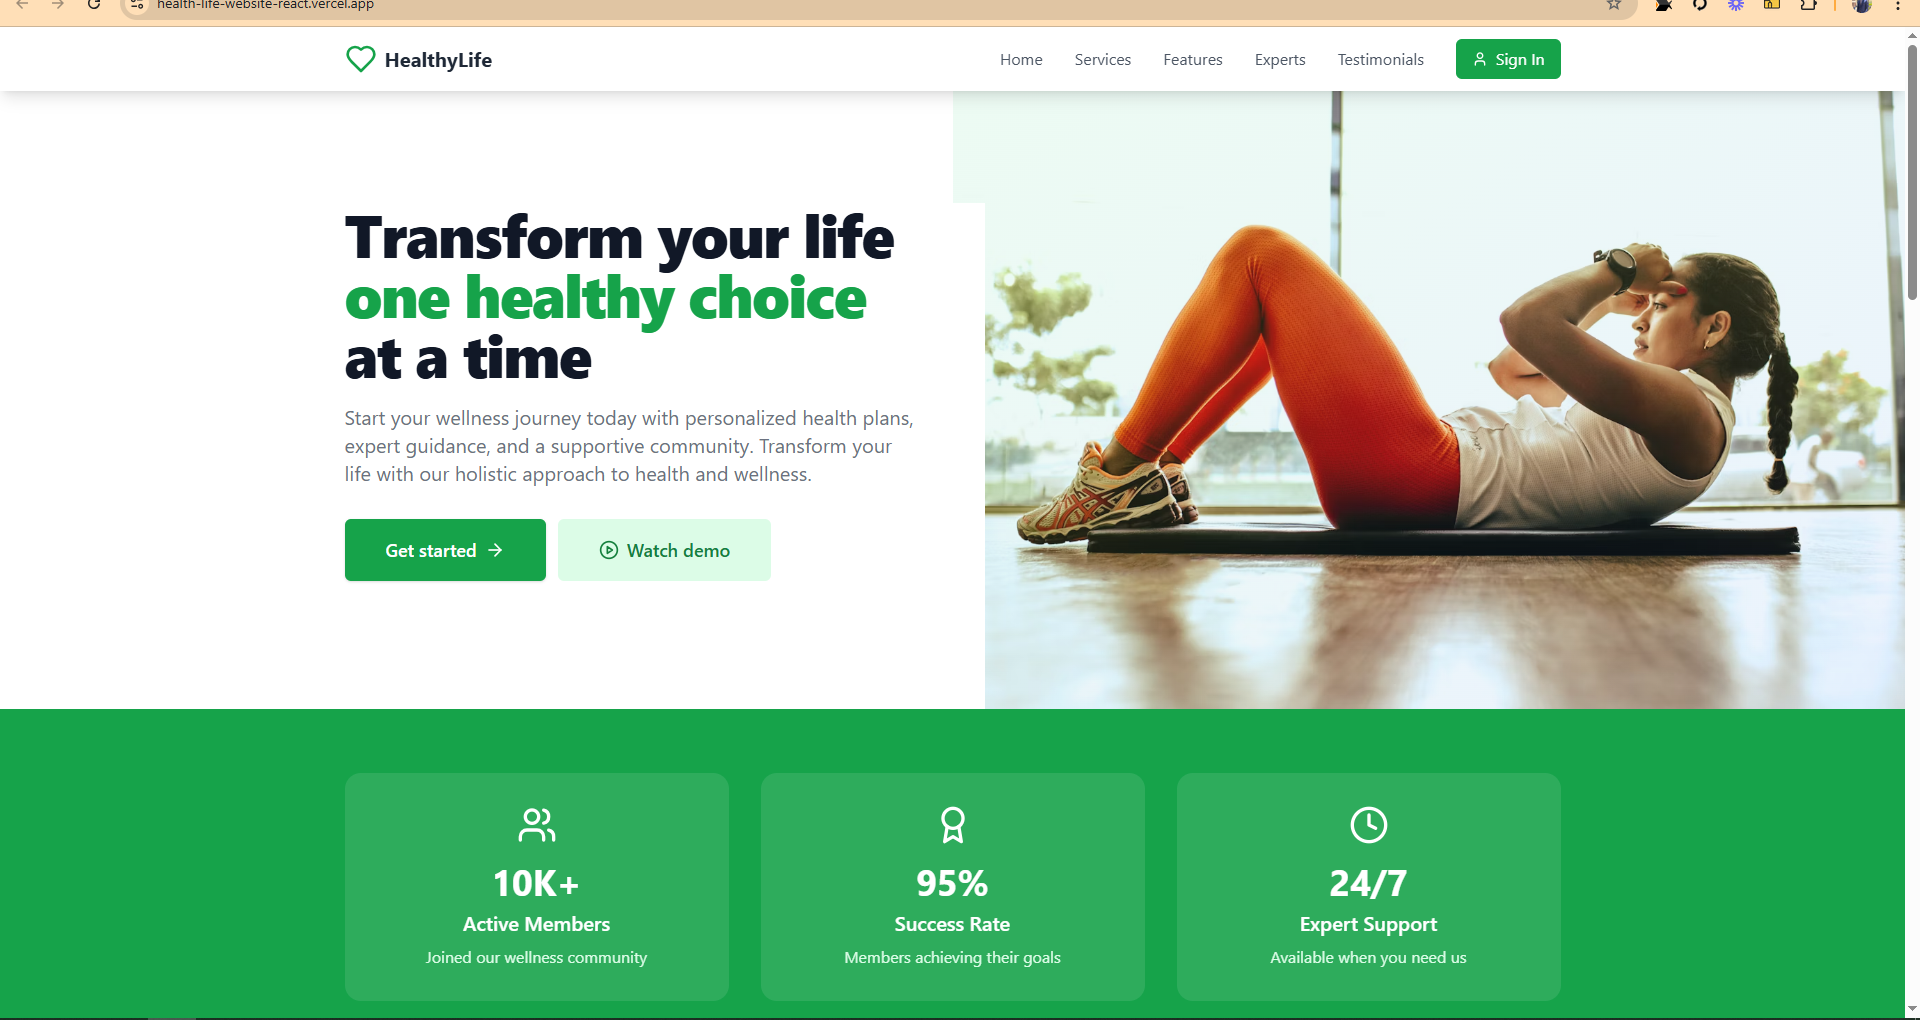 health-life-website-react.vercel.app
HealthyLife
Home
Services
Features
Experts
Testimonials
Sign In
Transform your life
one healthy choice
at a time
Start your wellness journey today with personalized health plans,
expert guidance, and a supportive community. Transform your
life with our holistic approach to health and wellness.
Get started
Watch demo
10K+
Active Members
Joined our wellness community
95%
Success Rate
Members achieving their goals
24/7
Expert Support
Available when you need us